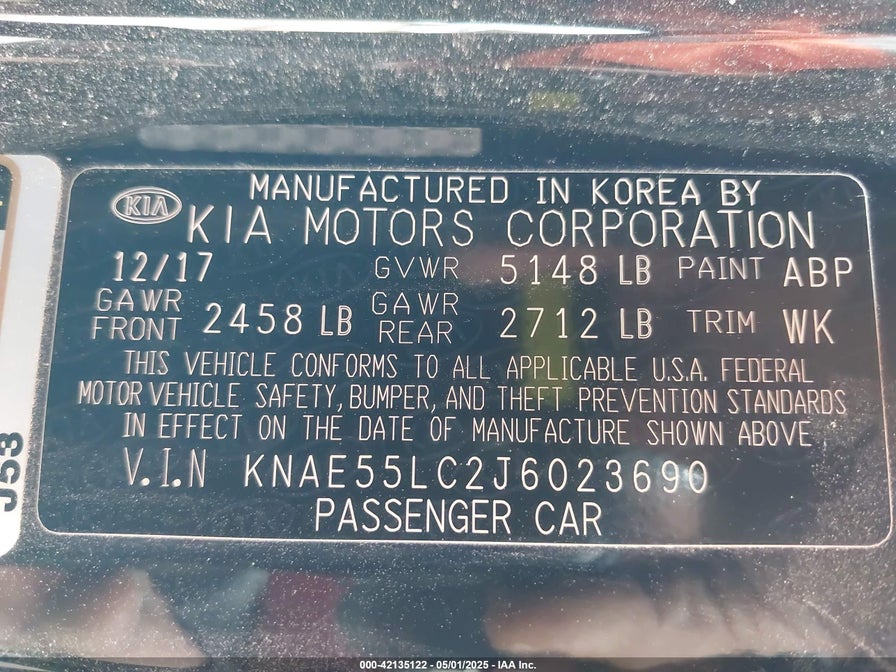 MANUFACTURED IN KOREA BY
KIA KIA MOTORS CORPORATION
12/17 GVWR 5148 LB PAINT ABP
GAWR FRONT 2458 LB GAWR REAR 2712 LB TRIM WK
THIS VEHICLE CONFORMS TO ALL APPLICABLE U.S.A. FEDERAL
MOTOR VEHICLE SAFETY, BUMPER, AND THEFT PREVENTION STANDARDS
IN EFFECT ON THE DATE OF MANUFACTURE SHOWN ABOVE
V.I.N KNAE55LC2J6023690
PASSENGER CAR
J53
000-42135122 - 05/01/2025 - IAA Inc.